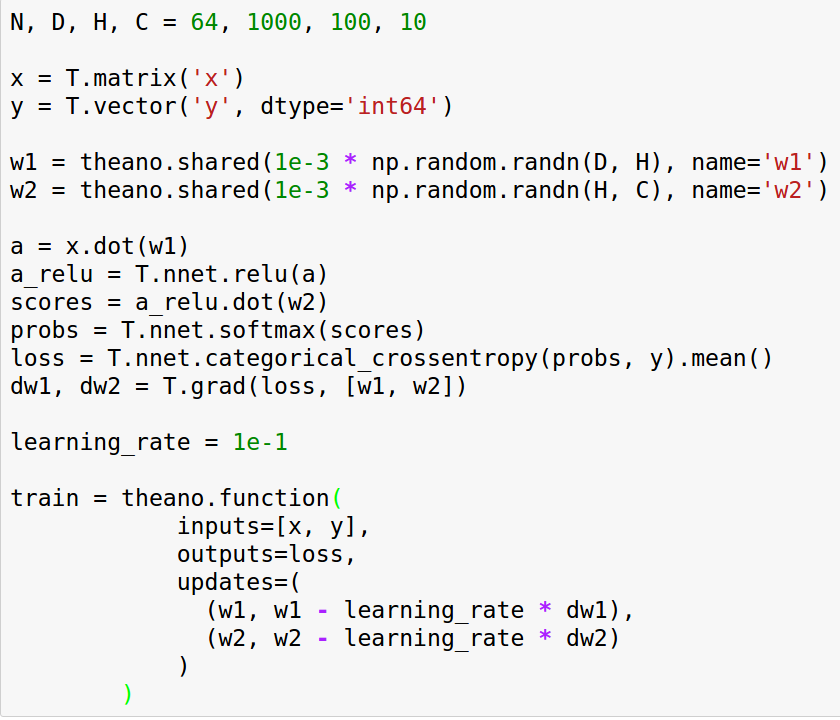 N, D, H, C = 64, 1000, 100, 10

x = T.matrix('x')
y = T.vector('y', dtype='int64')

w1 = theano.shared(1e-3 * np.random.randn(D, H), name='w1')
w2 = theano.shared(1e-3 * np.random.randn(H, C), name='w2')

a = x.dot(w1)
a_relu = T.nnet.relu(a)
scores = a_relu.dot(w2)
probs = T.nnet.softmax(scores)
loss = T.nnet.categorical_crossentropy(probs, y).mean()
dw1, dw2 = T.grad(loss, [w1, w2])

learning_rate = 1e-1

train = theano.function(
            inputs=[x, y],
            outputs=loss,
            updates=(
              (w1, w1 - learning_rate * dw1),
              (w2, w2 - learning_rate * dw2)
            )
        )